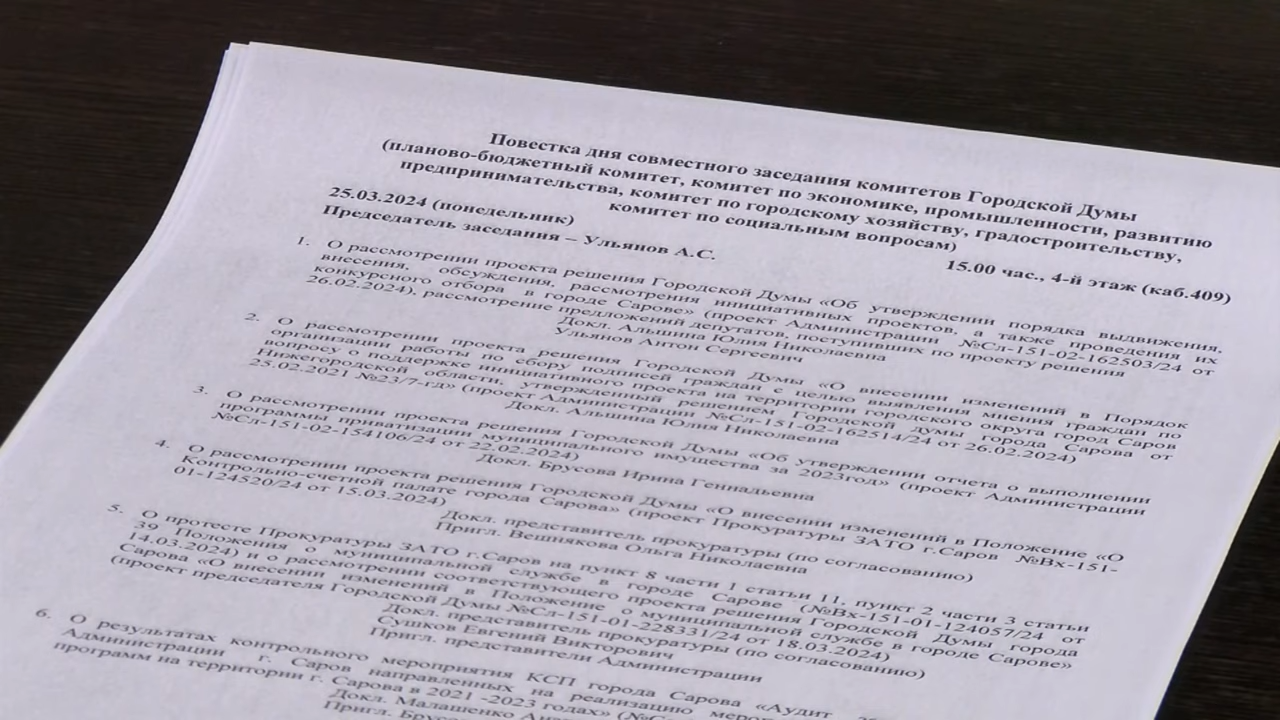 Повестка дня совместного заседания комитетов Городской Думы
(планово-бюджетный комитет, комитет по экономике, промышленности, развитию
предпринимательства, комитет по городскому хозяйству, градостроительству,
комитет по социальным вопросам)
25.03.2024 (понедельник)
15.00 час., 4-й этаж (каб.409)
Председатель заседания – Ульянов А.С.
1. О рассмотрении проекта решения Городской Думы «Об утверждении порядка выдвижения,
внесения, обсуждения, рассмотрения инициативных проектов, а также проведения их
конкурсного отбора в городе Сарове» (проект Администрации №Сл-151-02-162503/24 от
26.02.2024), рассмотрение предложений депутатов, поступивших по проекту решения
Докл. Альшина Юлия Николаевна
Ульянов Антон Сергеевич
2. О рассмотрении проекта решения Городской Думы «О внесении изменений в Порядок
организации работы по сбору подписей граждан с целью выявления мнения граждан по
вопросу о поддержке инициативного проекта на территории городского округа город Саров
Нижегородской области, утвержденный решением Городской думы города Сарова от
25.02.2021 №23/7-гд» (проект Администрации №Сл-151-02-162514/24 от 26.02.2024)
Докл. Альшина Юлия Николаевна
3. О рассмотрении проекта решения Городской Думы «Об утверждении отчета о выполнении
программы приватизации муниципального имущества за 2023год» (проект Администрации
№Сл-151-02-154106/24 от 22.02.2024)
Докл. Брусова Ирина Геннадьевна
4. О рассмотрении проекта решения Городской Думы «О внесении изменений в Положение «О
Контрольно-счетной палате города Сарова» (проект Прокуратуры ЗАТО г.Саров №Вх-151-
01-124520/24 от 15.03.2024)
Докл. представитель прокуратуры (по согласованию)
Пригл. Вешнякова Ольга Николаевна
5. О протесте Прокуратуры ЗАТО г.Саров на пункт 8 части 1 статьи 11, пункт 2 части 3 статьи
39 Положения о муниципальной службе в городе Сарове (№Вх-151-01-124057/24 от
14.03.2024) и о рассмотрении соответствующего проекта решения Городской Думы города
Сарова «О внесении изменений в Положение о муниципальной службе в городе Сарове»
(проект председателя Городской Думы №Сл-151-01-228331/24 от 18.03.2024)
Докл. представитель прокуратуры (по согласованию)
Сушков Евгений Викторович
Пригл. представители Администрации
6. О результатах контрольного мероприятия КСП города Сарова «Аудит
Администрации г. Саров направленных на реализацию
программ на территории г. Сарова в 2021 -2023 годах»
Докл. Малашенко
Пригл.